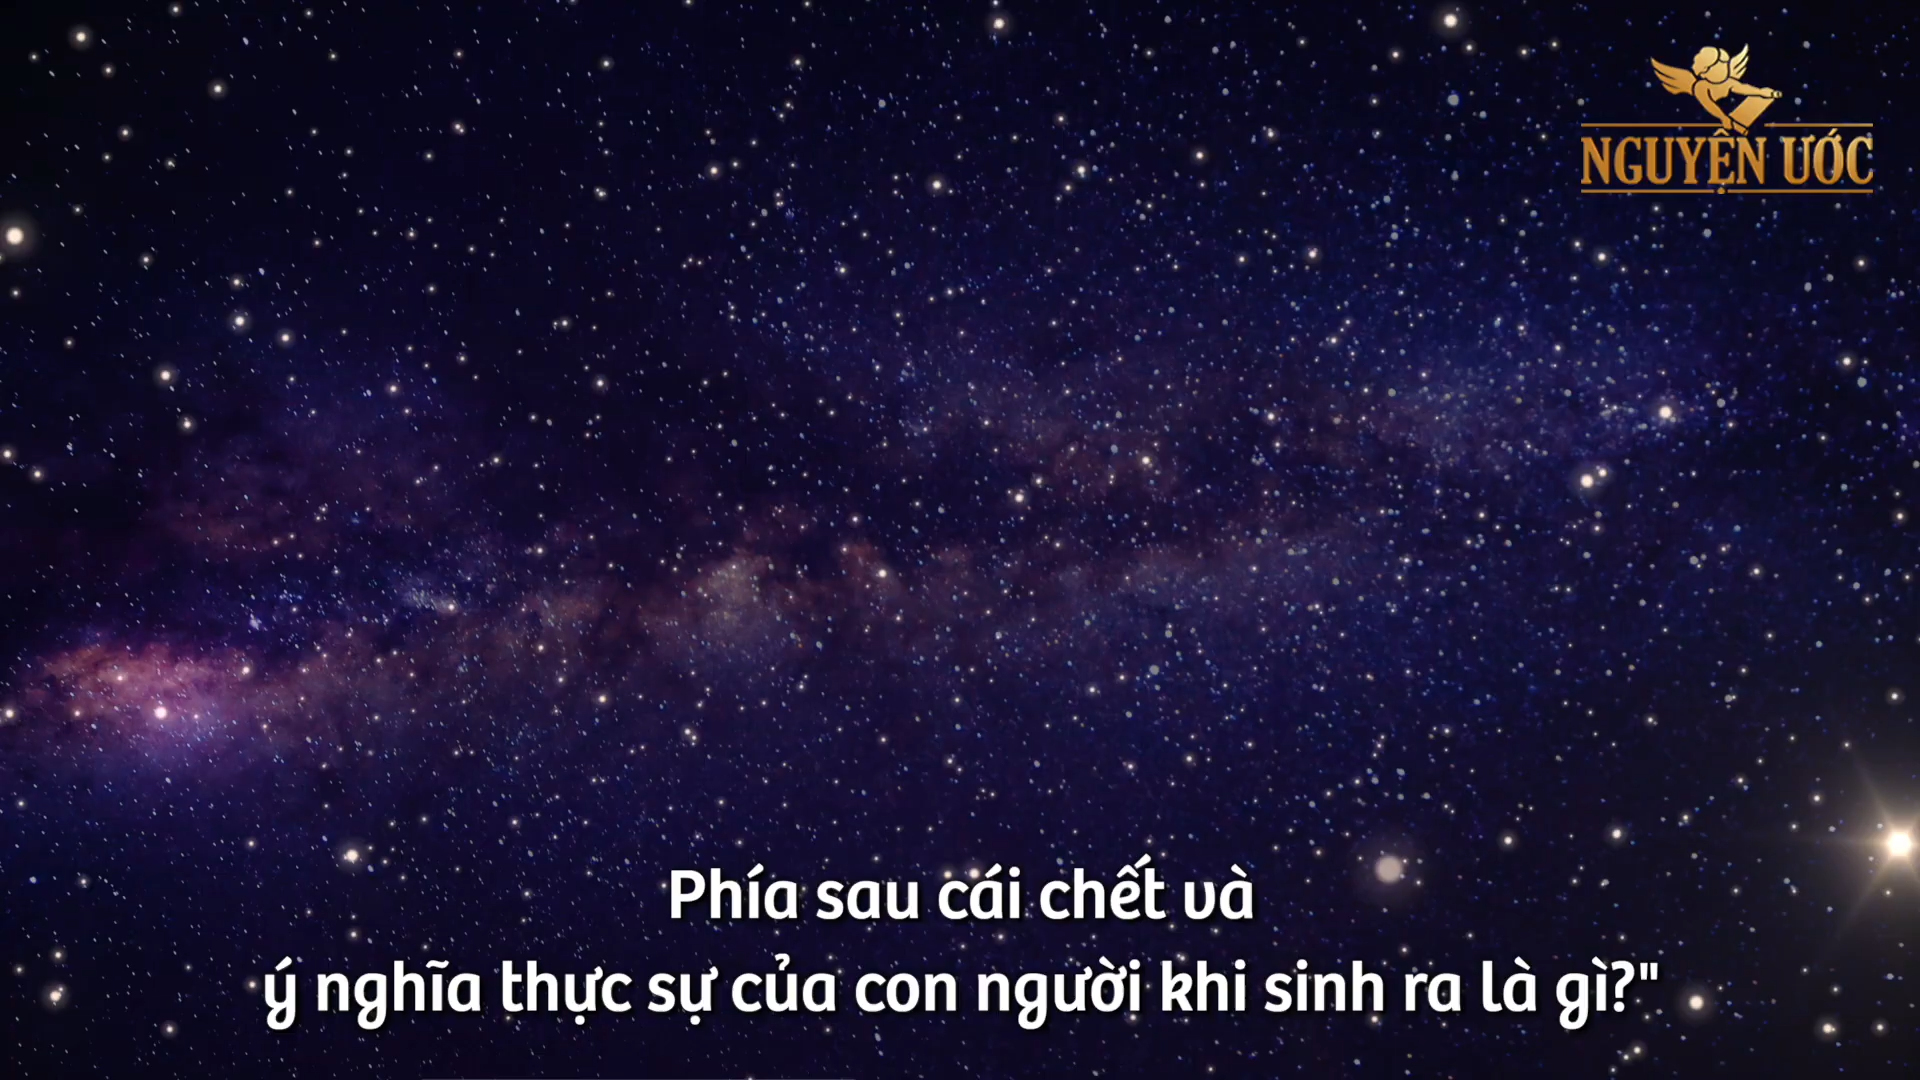 NGUYỆN ƯỚC
Phía sau cái chết và
ý nghĩa thực sự của con người khi sinh ra là gì?"